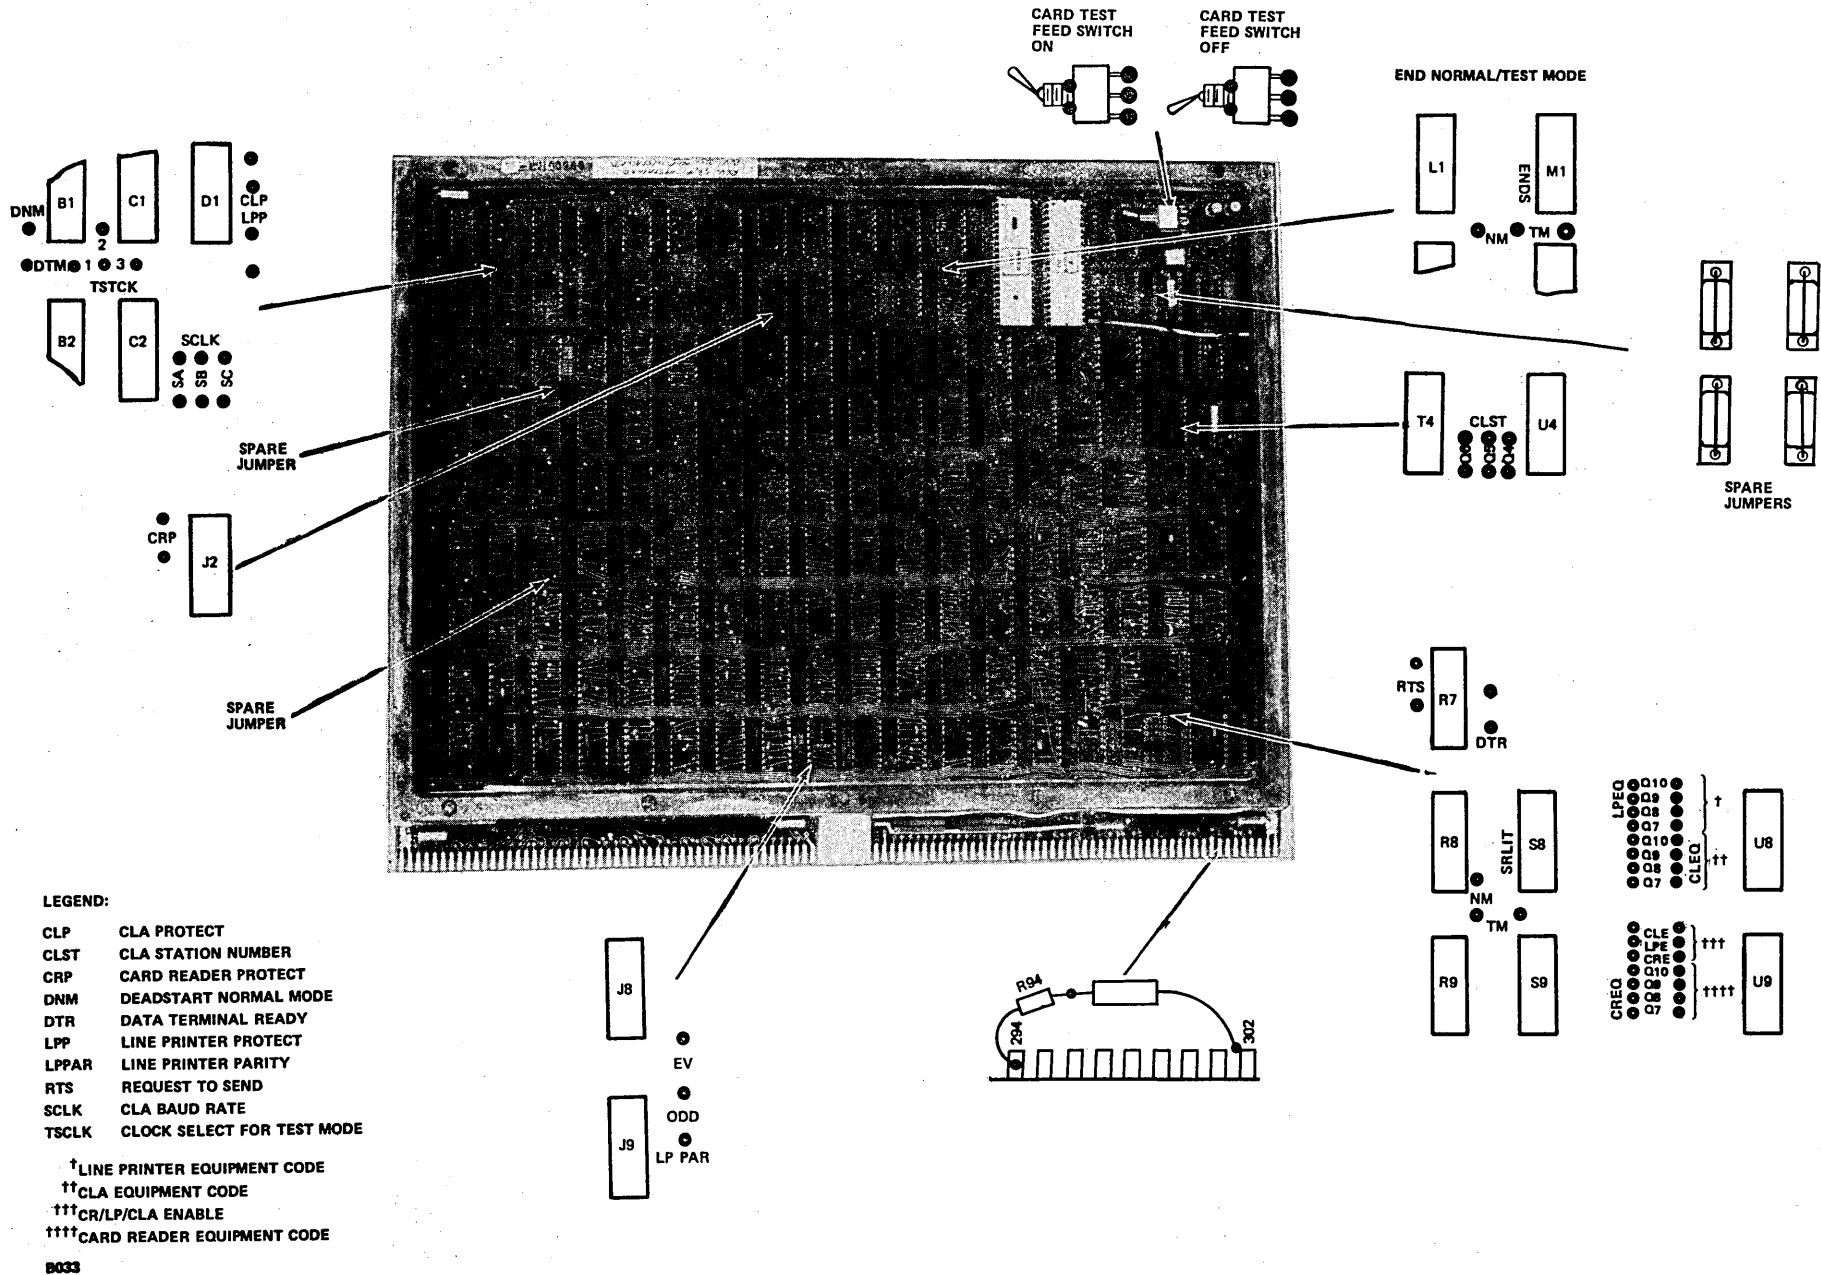 CARD TEST
FEED SWITCH
ON
CARD TEST
FEED SWITCH
OFF
END NORMAL/TEST MODE
L1
ENDS
M1
NM
TM
B1
C1
D1
CLP
LPP
DNM
2
DTM
1
3
TSTCK
B2
C2
SCLK
SA
SB
SC
SPARE
JUMPER
CRP
J2
SPARE
JUMPER
T4
CLST
Q6
Q5
Q4
U4
SPARE
JUMPERS
RTS
R7
DTR
R8
SRLIT
S8
NM
TM
R9
S9
LPEQ
Q10
Q9
Q8
Q7
†
CLEQ
Q10
Q9
Q8
Q7
††
U8
CLE
LPE
CRE
†††
CREQ
Q10
Q9
Q8
Q7
††††
U9
J8
EV
ODD
J9
LP PAR
R94
294
302
LEGEND:
CLP CLA PROTECT
CLST CLA STATION NUMBER
CRP CARD READER PROTECT
DNM DEADSTART NORMAL MODE
DTR DATA TERMINAL READY
LPP LINE PRINTER PROTECT
LPPAR LINE PRINTER PARITY
RTS REQUEST TO SEND
SCLK CLA BAUD RATE
TSCLK CLOCK SELECT FOR TEST MODE
†LINE PRINTER EQUIPMENT CODE
††CLA EQUIPMENT CODE
†††CR/LP/CLA ENABLE
††††CARD READER EQUIPMENT CODE
B033